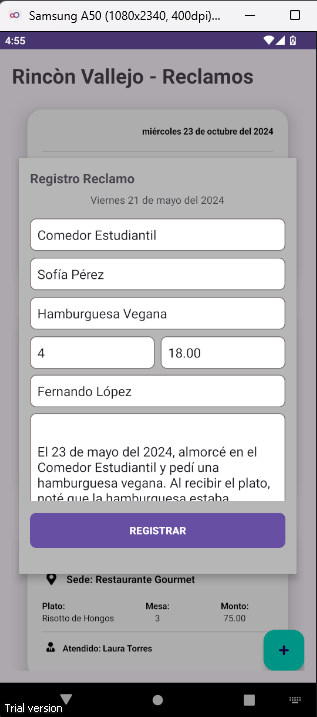 Samsung A50 (1080x2340, 400dpi)...
4:55
Rincòn Vallejo - Reclamos
miércoles 23 de octubre del 2024
Registro Reclamo
Viernes 21 de mayo del 2024
Comedor Estudiantil
Sofía Pérez
Hamburguesa Vegana
4 18.00
Fernando López
El 23 de mayo del 2024, almorcé en el
Comedor Estudiantil y pedí una
hamburguesa vegana. Al recibir el plato,
noté que la hamburguesa estaba
REGISTRAR
Sede: Restaurante Gourmet
Plato: Mesa: Monto:
Risotto de Hongos 3 75.00
Atendido: Laura Torres
+
Trial version